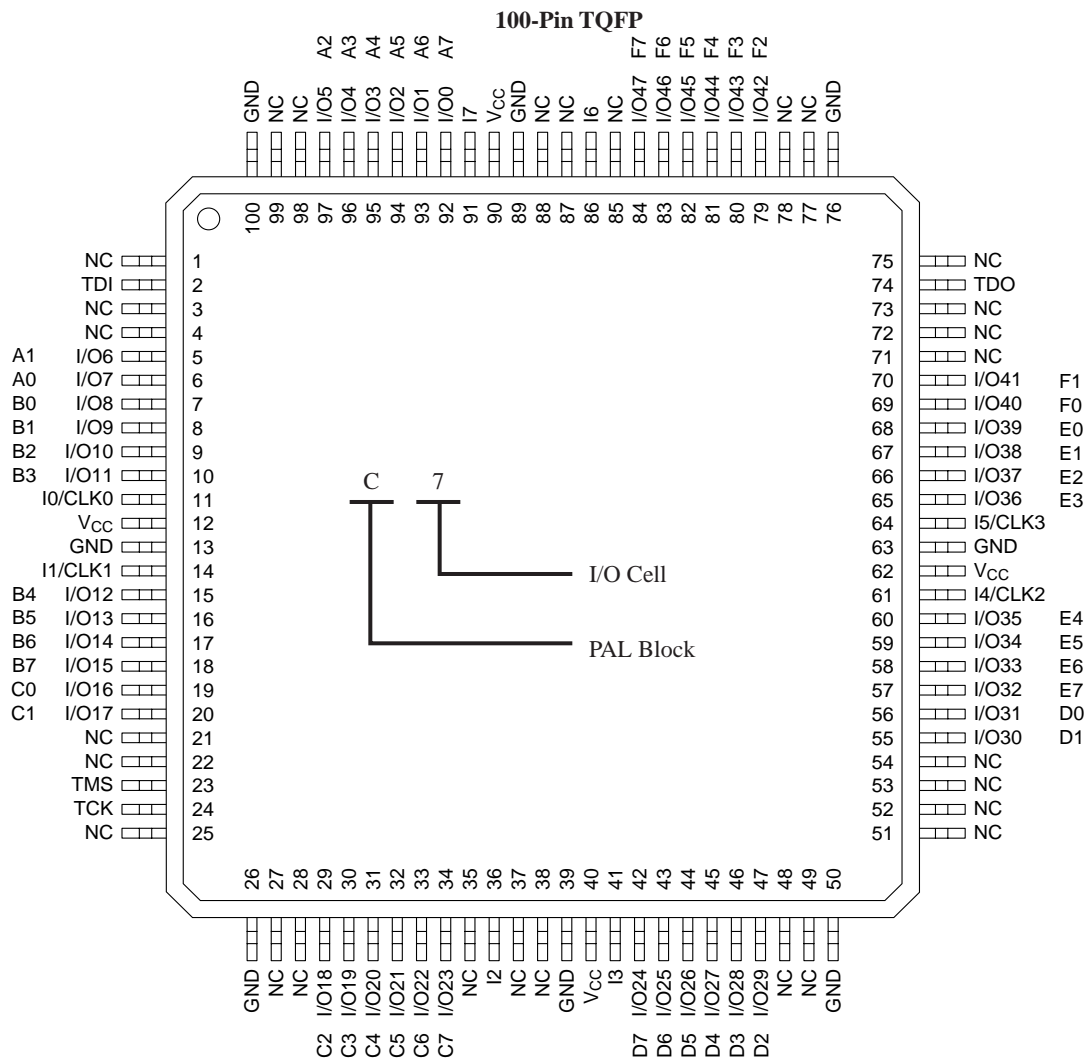 100-Pin TQFP
A2 A3 A4 A5 A6 A7 F7 F6 F5 F4 F3 F2
GND NC NC I/O5 I/O4 I/O3 I/O2 I/O1 I/O0 I7 VCC GND NC NC I6 NC I/O47 I/O46 I/O45 I/O44 I/O43 I/O42 NC NC GND
100 99 98 97 96 95 94 93 92 91 90 89 88 87 86 85 84 83 82 81 80 79 78 77 76
NC 1 75 NC
TDI 2 74 TDO
NC 3 73 NC
NC 4 72 NC
A1 I/O6 5 71 NC
A0 I/O7 6 70 I/O41 F1
B0 I/O8 7 69 I/O40 F0
B1 I/O9 8 68 I/O39 E0
B2 I/O10 9 67 I/O38 E1
B3 I/O11 10 66 I/O37 E2
I0/CLK0 11 C 7 65 I/O36 E3
VCC 12 64 I5/CLK3
GND 13 63 GND
I1/CLK1 14 I/O Cell 62 VCC
B4 I/O12 15 61 I4/CLK2
B5 I/O13 16 60 I/O35 E4
B6 I/O14 17 PAL Block 59 I/O34 E5
B7 I/O15 18 58 I/O33 E6
C0 I/O16 19 57 I/O32 E7
C1 I/O17 20 56 I/O31 D0
NC 21 55 I/O30 D1
NC 22 54 NC
TMS 23 53 NC
TCK 24 52 NC
NC 25 51 NC
26 27 28 29 30 31 32 33 34 35 36 37 38 39 40 41 42 43 44 45 46 47 48 49 50
GND NC NC I/O18 I/O19 I/O20 I/O21 I/O22 I/O23 NC I2 NC NC GND VCC I3 I/O24 I/O25 I/O26 I/O27 I/O28 I/O29 NC NC GND
C2 C3 C4 C5 C6 C7 D7 D6 D5 D4 D3 D2